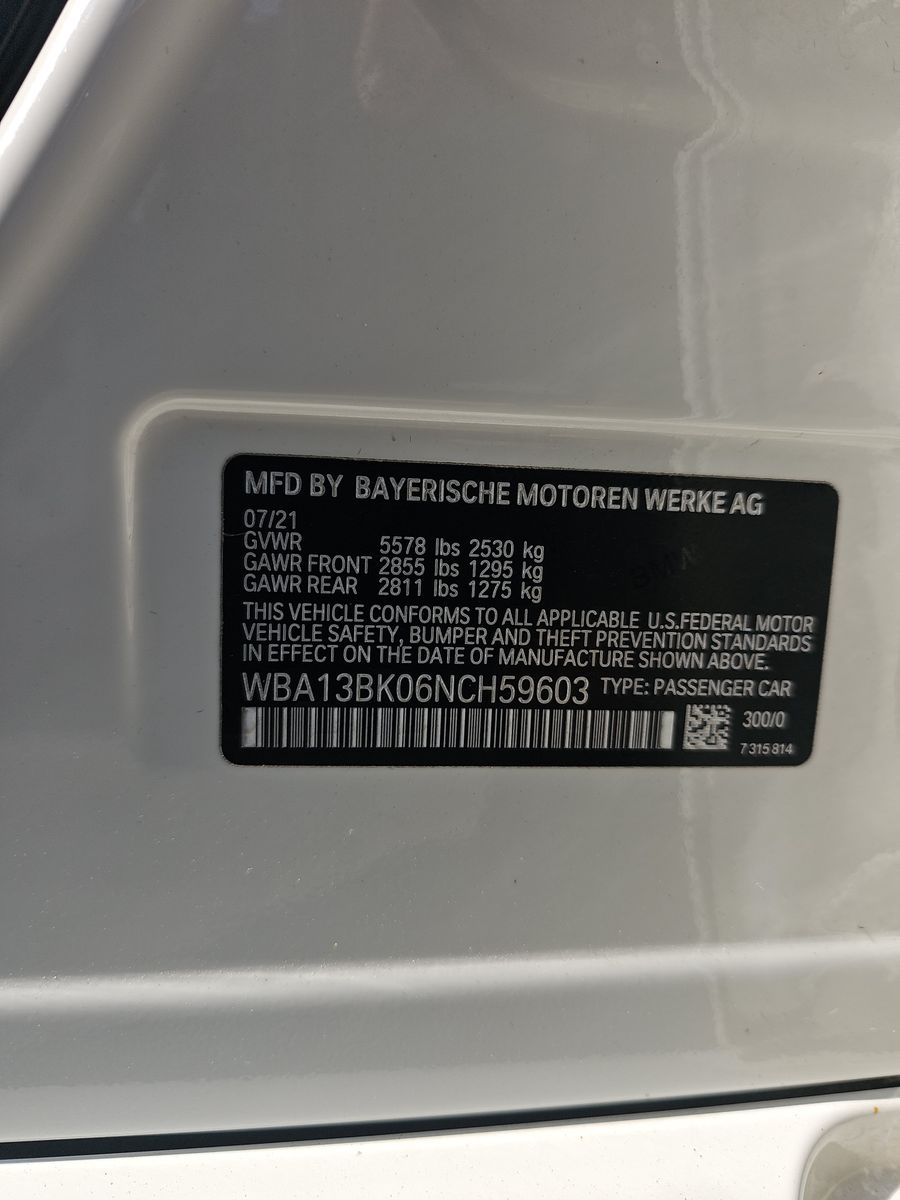 MFD BY BAYERISCHE MOTOREN WERKE AG
07/21
GVWR 5578 lbs 2530 kg
GAWR FRONT 2855 lbs 1295 kg
GAWR REAR 2811 lbs 1275 kg
THIS VEHICLE CONFORMS TO ALL APPLICABLE U.S.FEDERAL MOTOR
VEHICLE SAFETY, BUMPER AND THEFT PREVENTION STANDARDS
IN EFFECT ON THE DATE OF MANUFACTURE SHOWN ABOVE.
WBA13BK06NCH59603 TYPE: PASSENGER CAR
300/0
7 315 814
BMW